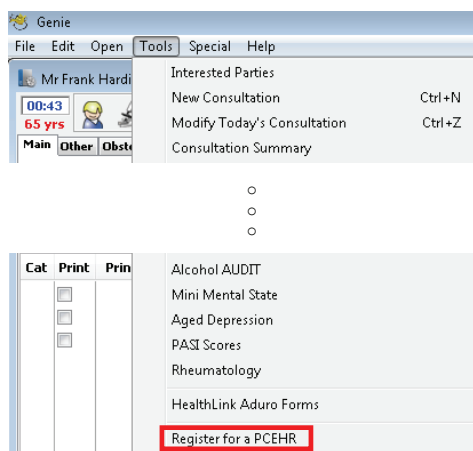 Genie
File Edit Open Tools Special Help
Mr Frank Hardi
Interested Parties
00:43
New Consultation Ctrl+N
65 yrs
Modify Today's Consultation Ctrl+Z
Main Other Obste
Consultation Summary
Cat Print Prin
Alcohol AUDIT
Mini Mental State
Aged Depression
PASI Scores
Rheumatology
HealthLink Aduro Forms
Register for a PCEHR